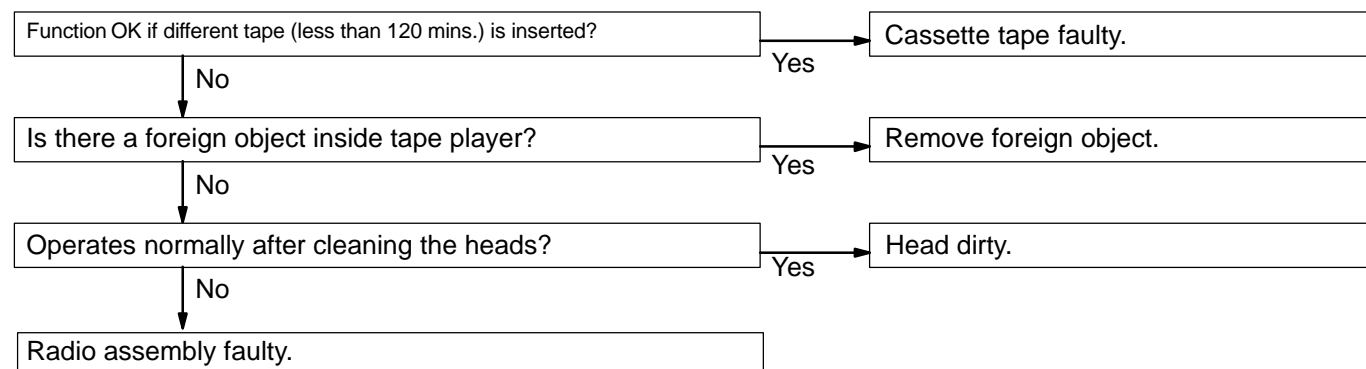 Function OK if different tape (less than 120 mins.) is inserted?
Yes
Cassette tape faulty.
No
Is there a foreign object inside tape player?
Yes
Remove foreign object.
No
Operates normally after cleaning the heads?
Yes
Head dirty.
No
Radio assembly faulty.